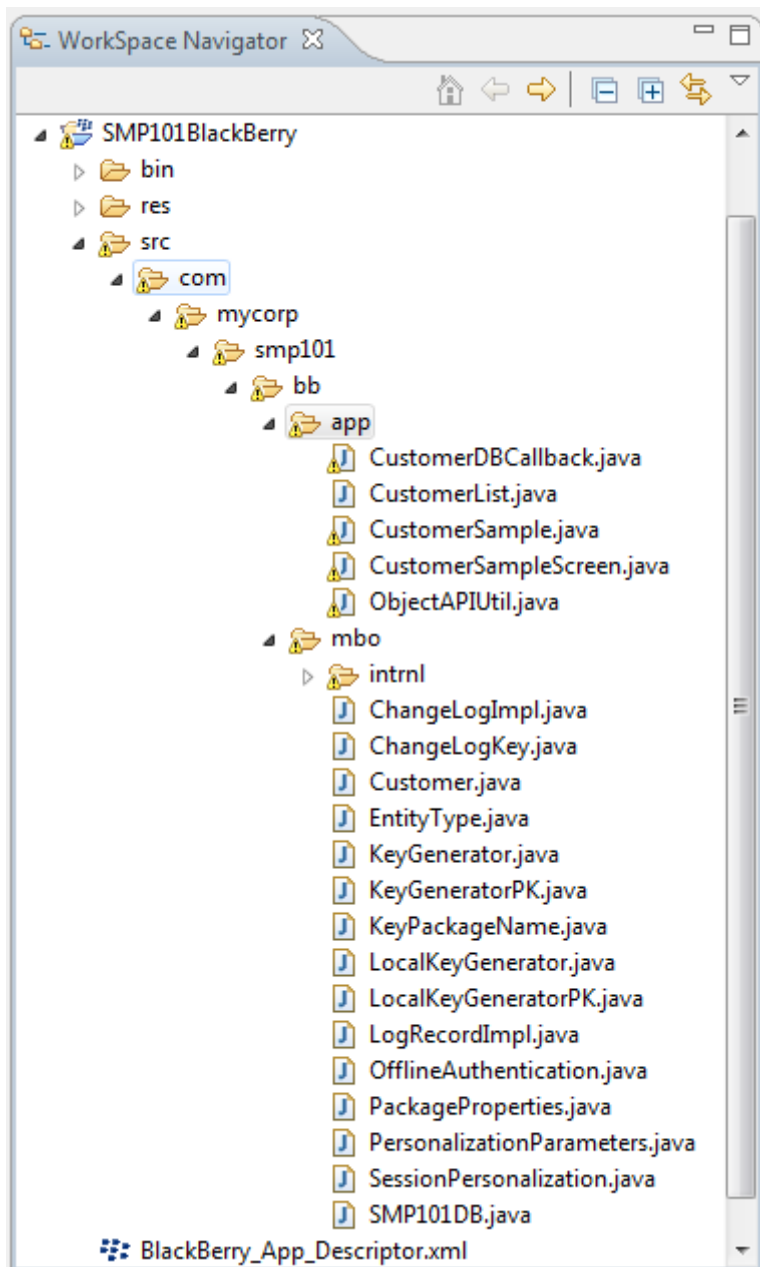 WorkSpace Navigator
SMP101BlackBerry
bin
res
src
com
mycorp
smp101
bb
app
CustomerDBCallback.java
CustomerList.java
CustomerSample.java
CustomerSampleScreen.java
ObjectAPIUtil.java
mbo
intrnl
ChangeLogImpl.java
ChangeLogKey.java
Customer.java
EntityType.java
KeyGenerator.java
KeyGeneratorPK.java
KeyPackageName.java
LocalKeyGenerator.java
LocalKeyGeneratorPK.java
LogRecordImpl.java
OfflineAuthentication.java
PackageProperties.java
PersonalizationParameters.java
SessionPersonalization.java
SMP101DB.java
BlackBerry_App_Descriptor.xml